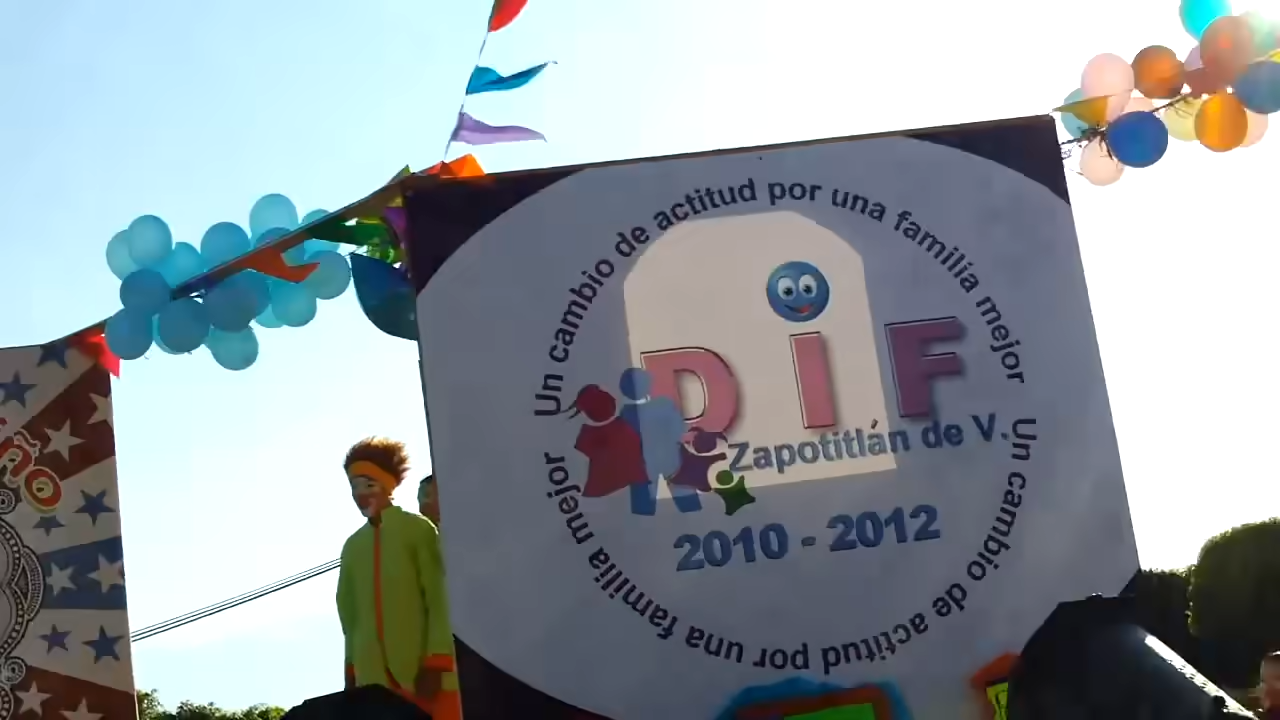 Un cambio de actitud por una familia mejor
DIF
Zapotitlán de V.
2010 - 2012
Un cambio de actitud por una familia mejor